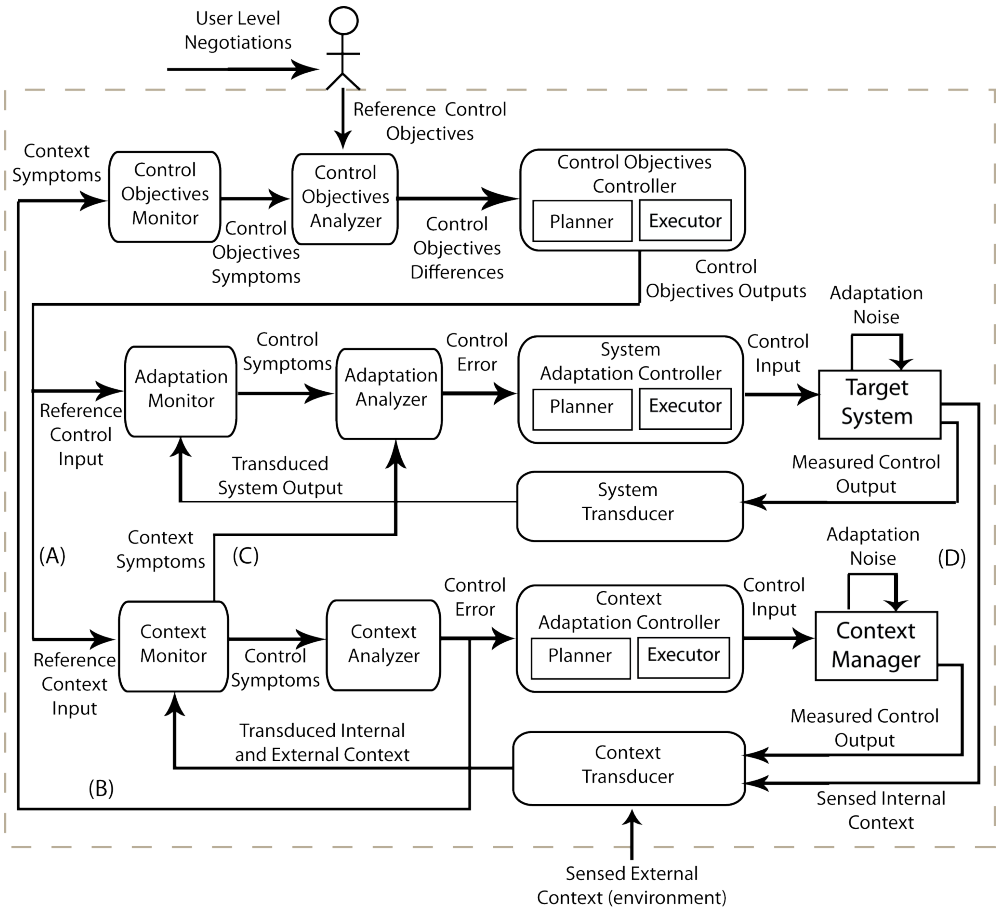 User Level
Negotiations
Reference Control
Objectives
Context
Symptoms
Control
Objectives
Monitor
Control
Objectives
Symptoms
Control
Objectives
Analyzer
Control
Objectives
Differences
Control Objectives
Controller
Planner
Executor
Control
Objectives Outputs
Adaptation
Noise
Reference
Control
Input
Adaptation
Monitor
Control
Symptoms
Adaptation
Analyzer
Control
Error
System
Adaptation Controller
Planner
Executor
Control
Input
Target
System
Transduced
System Output
System
Transducer
Measured Control
Output
(A)
Context
Symptoms
(C)
Adaptation
Noise
(D)
Reference
Context
Input
Context
Monitor
Control
Symptoms
Context
Analyzer
Control
Error
Context
Adaptation Controller
Planner
Executor
Control
Input
Context
Manager
Transduced Internal
and External Context
Context
Transducer
Measured Control
Output
(B)
Sensed Internal
Context
Sensed External
Context (environment)